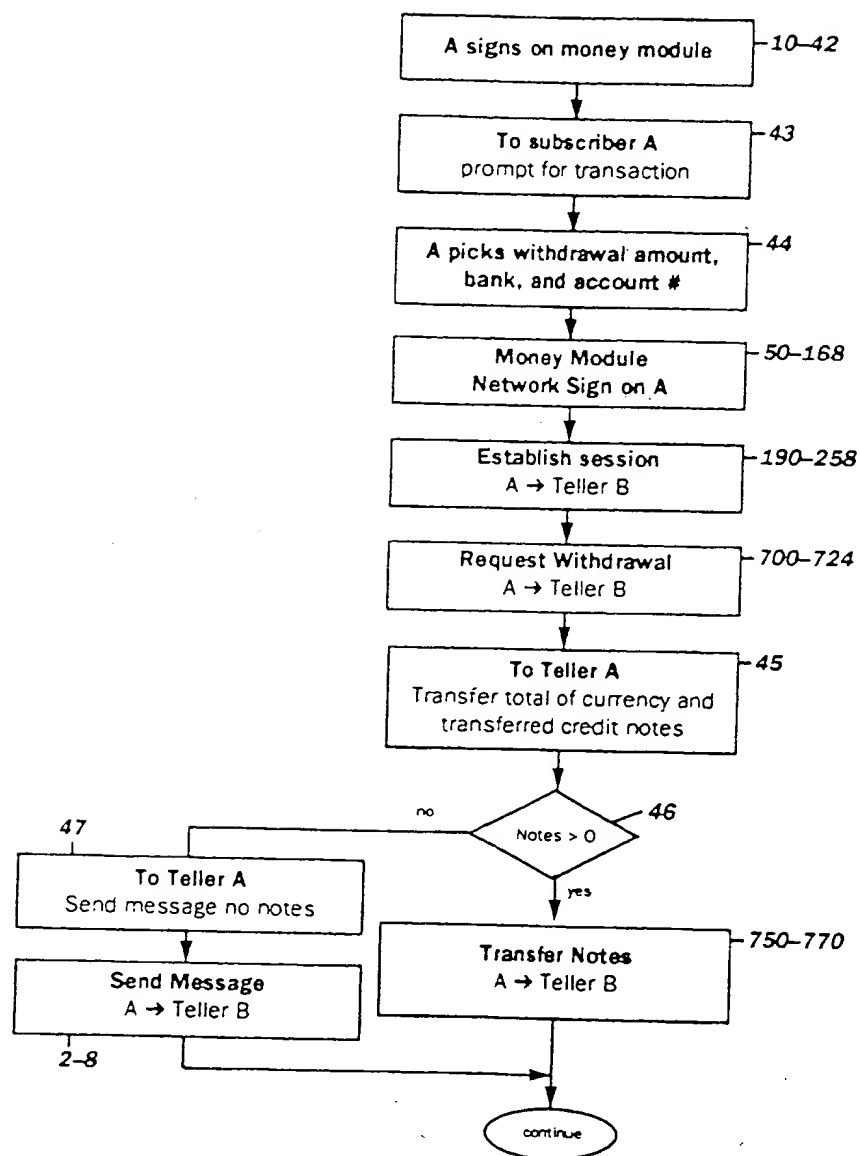 A signs on money module
10–42
To subscriber A
prompt for transaction
43
A picks withdrawal amount,
bank, and account #
44
Money Module
Network Sign on A
50–168
Establish session
A → Teller B
190–258
Request Withdrawal
A → Teller B
700–724
To Teller A
Transfer total of currency and
transferred credit notes
45
Notes > 0
46
no
yes
47
To Teller A
Send message no notes
Send Message
A → Teller B
2–8
Transfer Notes
A → Teller B
750–770
continue